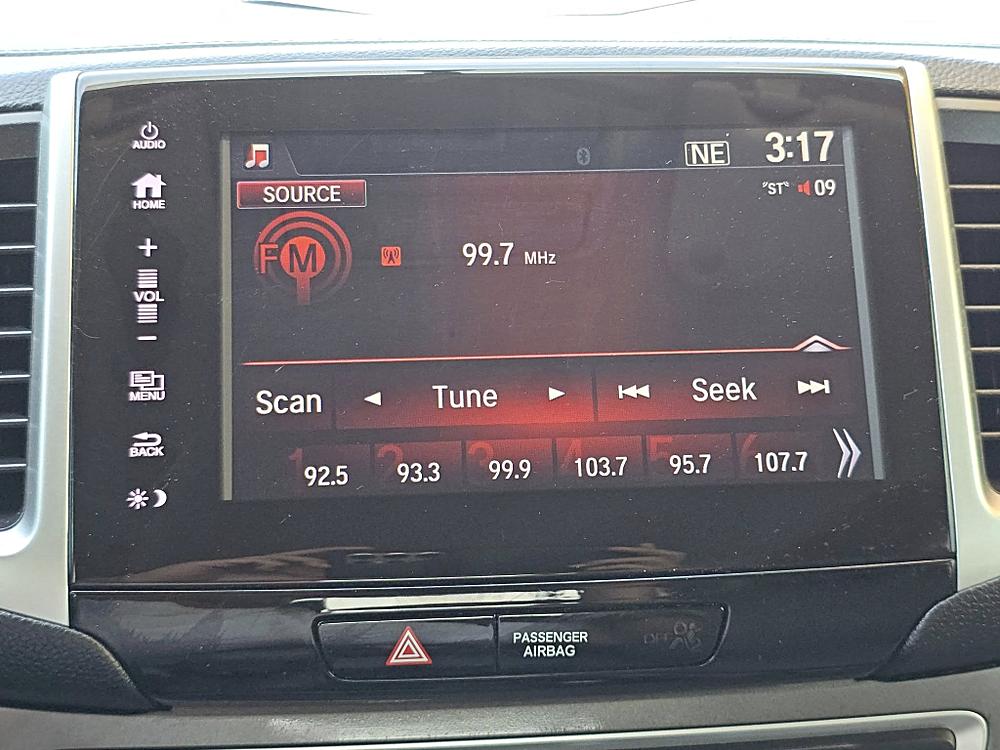 AUDIO
HOME
+
VOL
−
MENU
BACK
NE 3:17
SOURCE
"ST" 09
FM
99.7 MHz
Scan Tune Seek
1 2 3 4 5 6
92.5 93.3 99.9 103.7 95.7 107.7
PASSENGER
AIRBAG
OFF